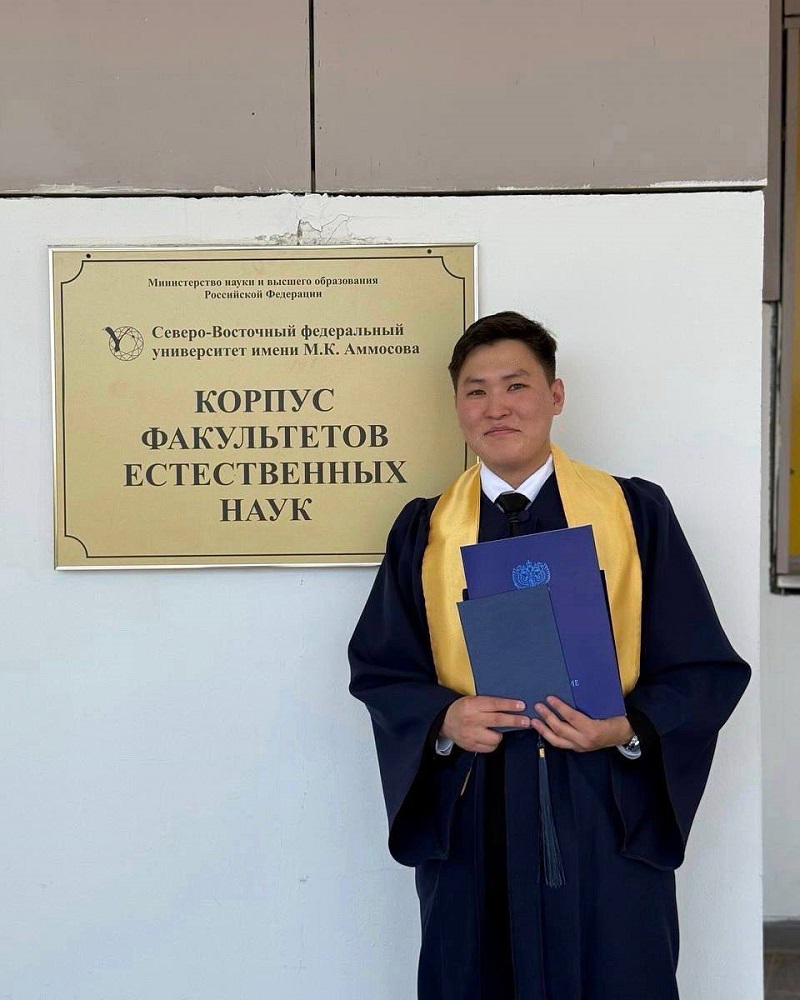 Министерство науки и высшего образования
Российской Федерации
Северо-Восточный федеральный
университет имени М.К. Аммосова
КОРПУС
ФАКУЛЬТЕТОВ
ЕСТЕСТВЕННЫХ
НАУК